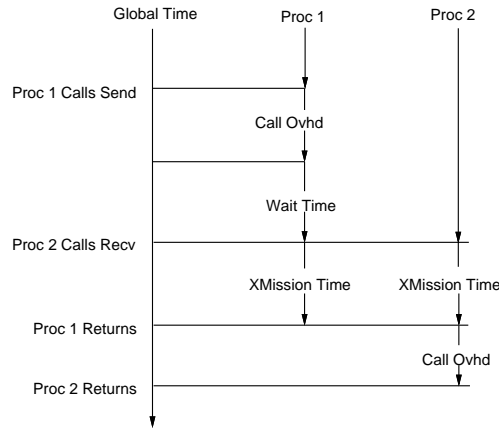 Global Time
Proc 1
Proc 2
Proc 1 Calls Send
Call Ovhd
Wait Time
Proc 2 Calls Recv
XMission Time
XMission Time
Proc 1 Returns
Call Ovhd
Proc 2 Returns